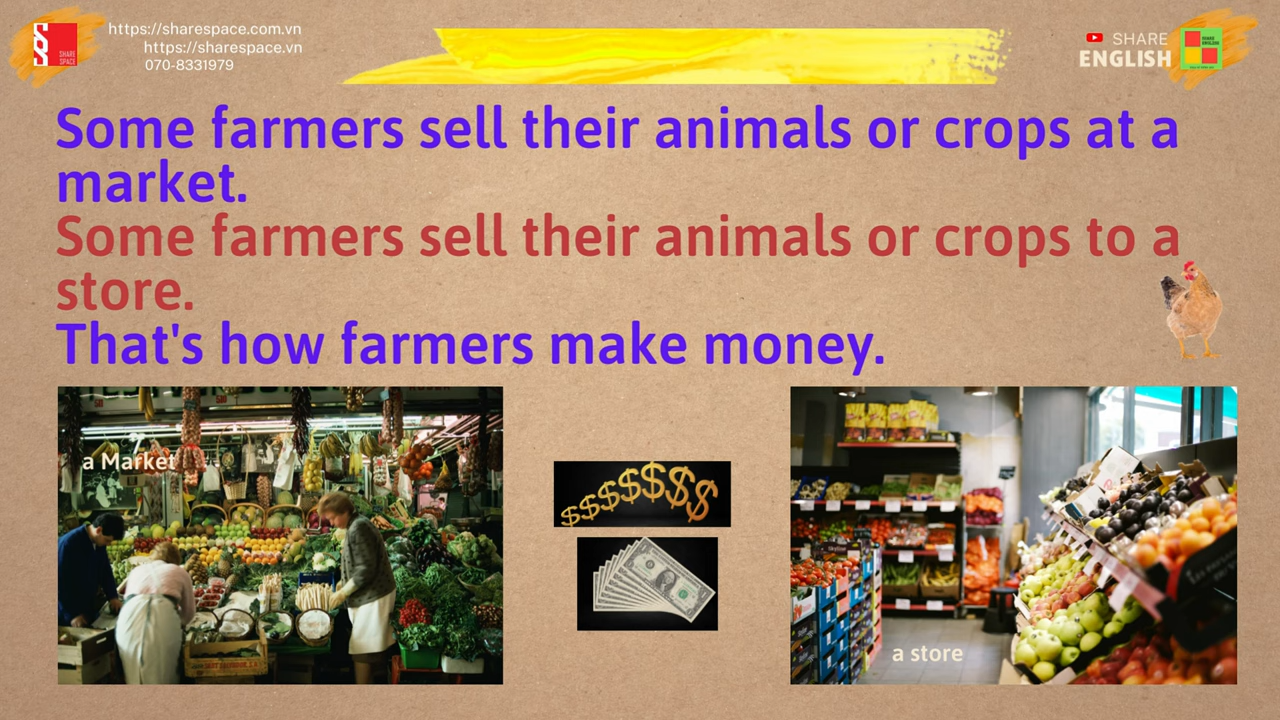 https://sharespace.com.vn
https://sharespace.vn
070-8331979
SHARE
SPACE
SHARE
ENGLISH
SHARE
ENGLISH
Some farmers sell their animals or crops at a
market.
Some farmers sell their animals or crops to a
store.
That's how farmers make money.
a Market
$$$$$$$
a store